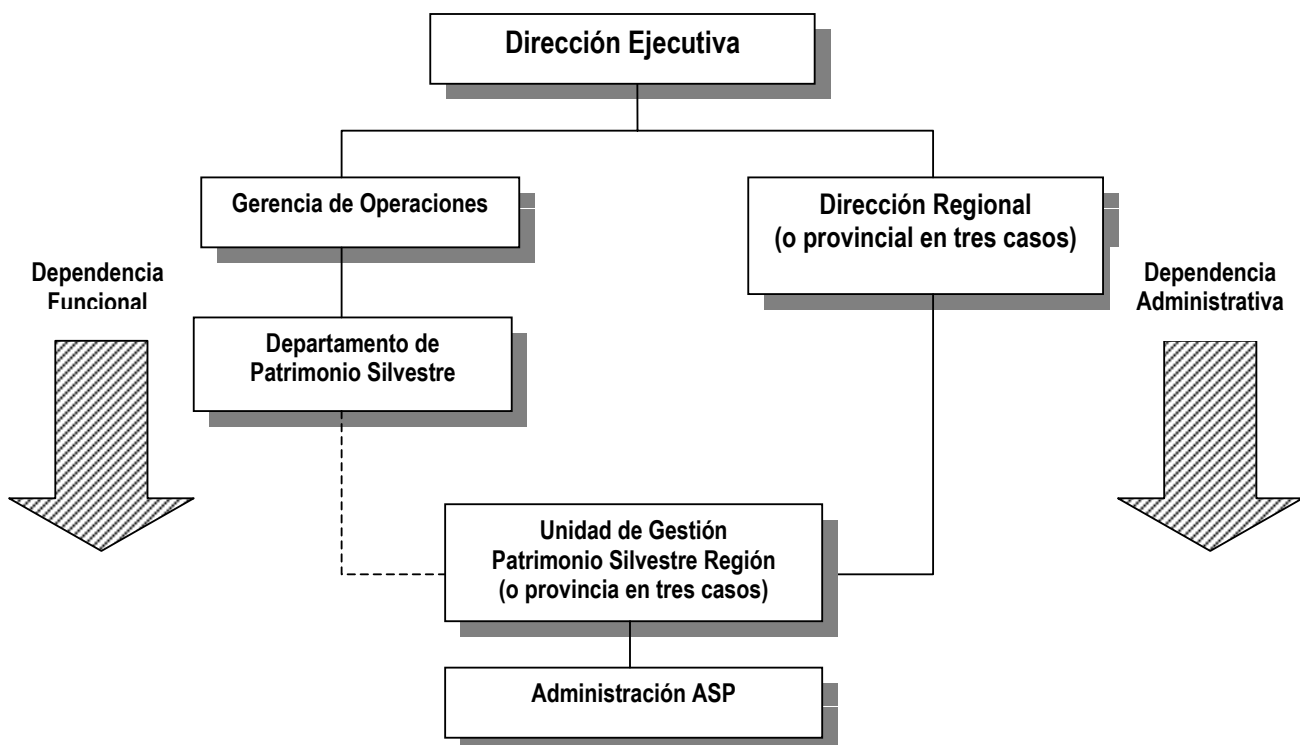 Dirección Ejecutiva
Gerencia de Operaciones
Dirección Regional
(o provincial en tres casos)
Dependencia
Funcional
Dependencia
Administrativa
Departamento de
Patrimonio Silvestre
Unidad de Gestión
Patrimonio Silvestre Región
(o provincia en tres casos)
Administración ASP